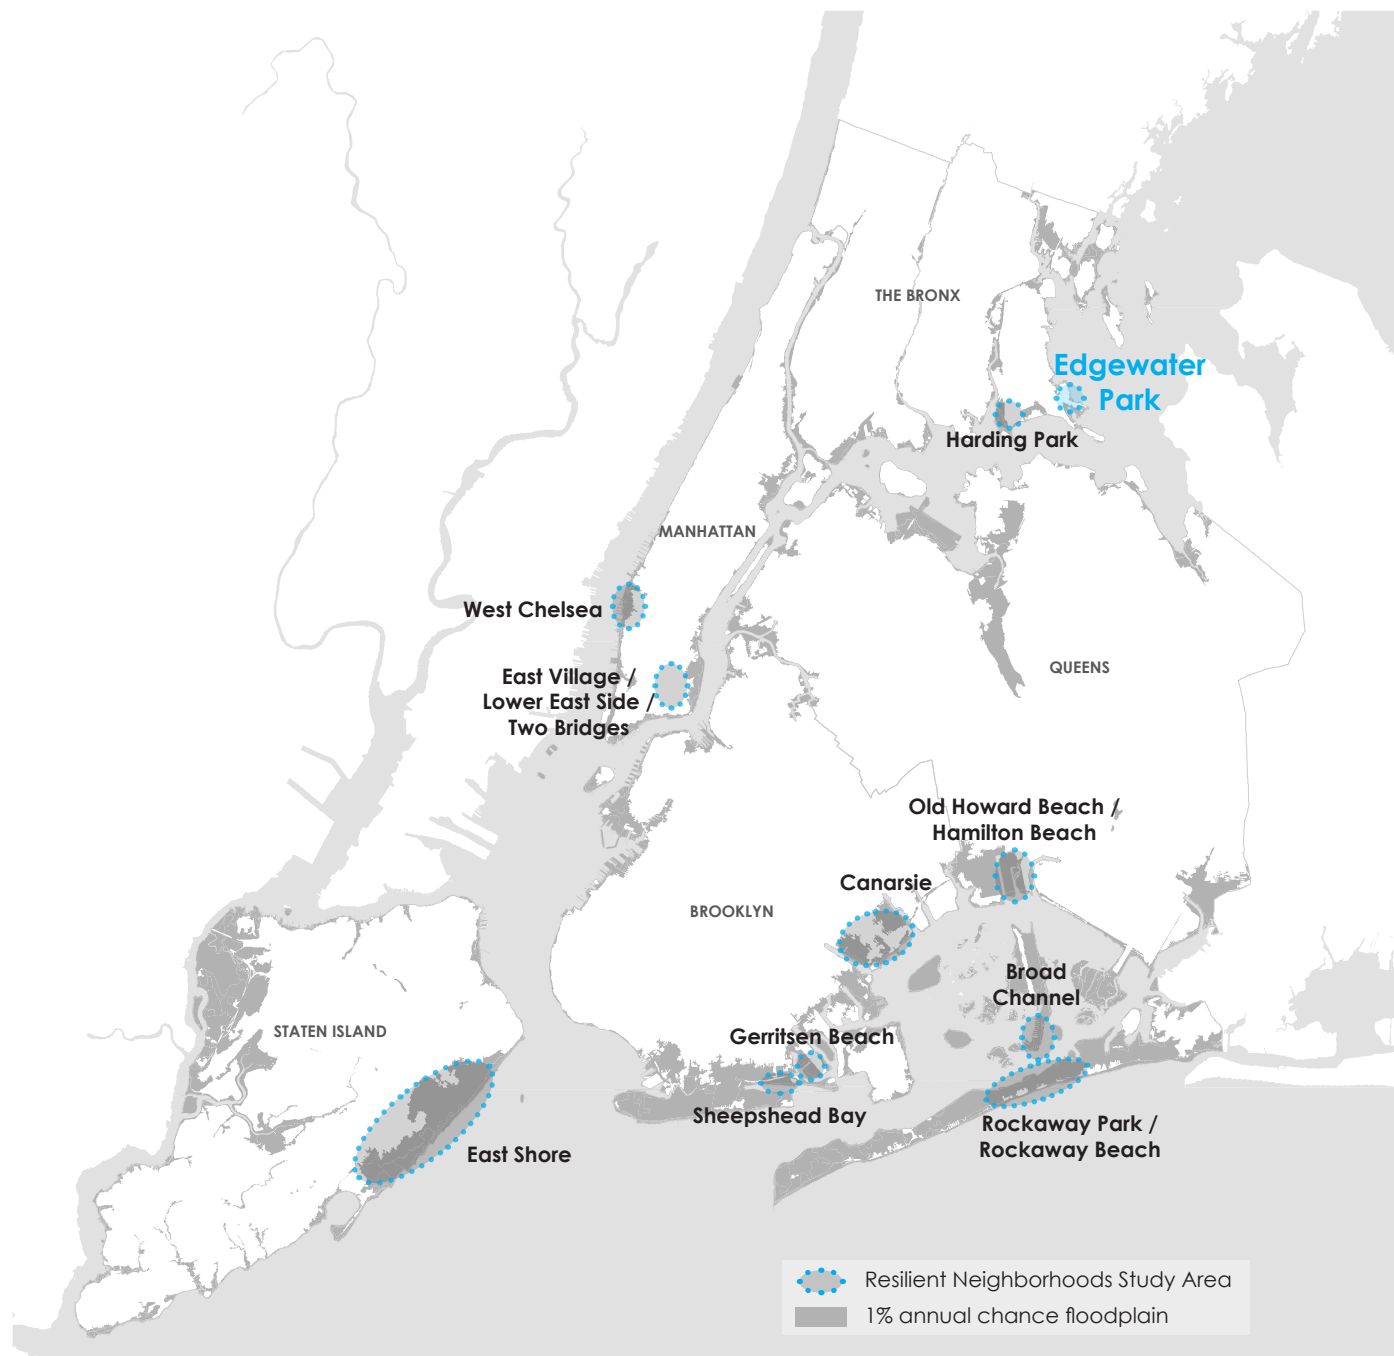 THE BRONX
Edgewater
Park
Harding Park
MANHATTAN
West Chelsea
East Village /
Lower East Side /
Two Bridges
QUEENS
Old Howard Beach /
Hamilton Beach
Canarsie
BROOKLYN
Broad
Channel
STATEN ISLAND
Gerritsen Beach
Sheepshead Bay
Rockaway Park /
Rockaway Beach
East Shore
Resilient Neighborhoods Study Area
1% annual chance floodplain